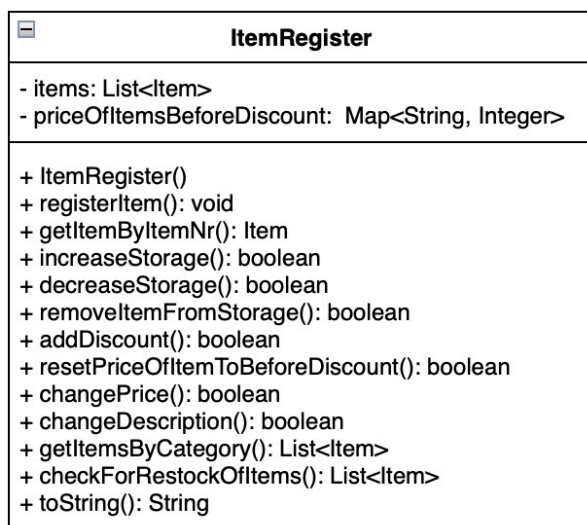 ItemRegister
- items: List<Item>
- priceOfItemsBeforeDiscount: Map<String, Integer>
+ ItemRegister()
+ registerItem(): void
+ getItemByItemNr(): Item
+ increaseStorage(): boolean
+ decreaseStorage(): boolean
+ removeItemFromStorage(): boolean
+ addDiscount(): boolean
+ resetPriceOfItemToBeforeDiscount(): boolean
+ changePrice(): boolean
+ changeDescription(): boolean
+ getItemsByCategory(): List<Item>
+ checkForRestockOfItems(): List<Item>
+ toString(): String